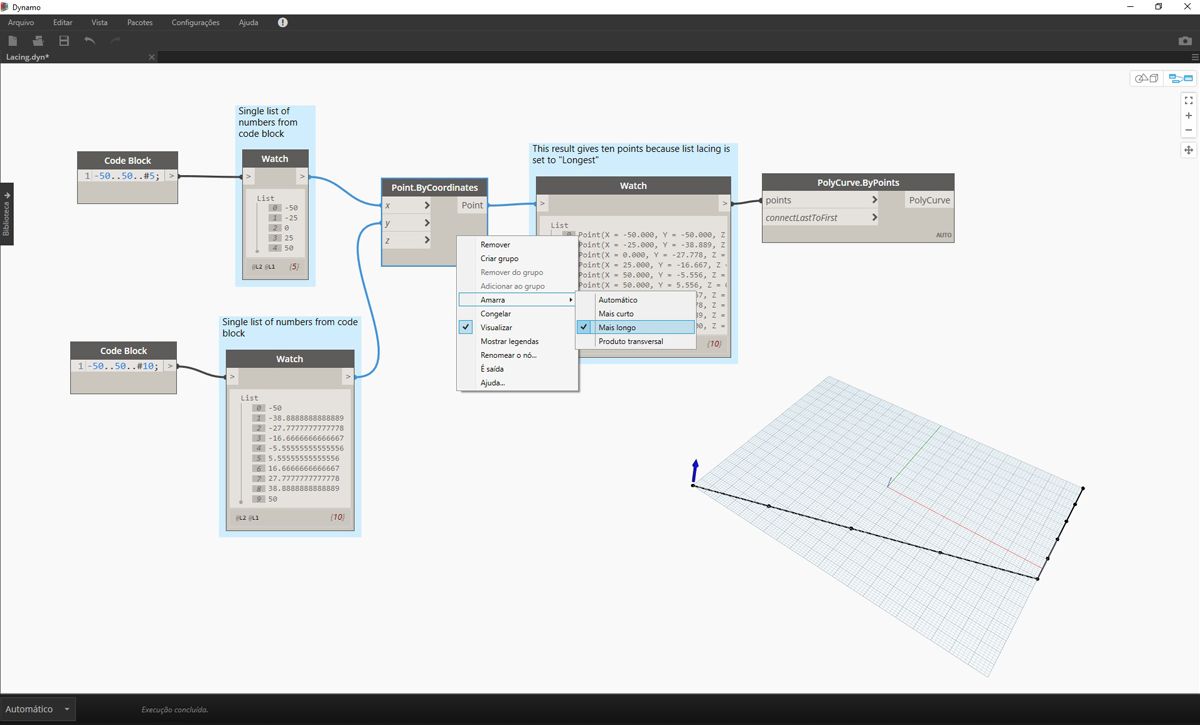 Dynamo
Arquivo Editar Vista Pacotes Configurações Ajuda
Lacing.dyn*
Biblioteca
Single list of
numbers from
code block
Code Block
1 -50..50..#5; >
Watch
> >
List
0 -50
1 -25
2 0
3 25
4 50
@L2 @L1 {5}
Single list of numbers from code
block
Code Block
1 -50..50..#10; >
Watch
> >
List
0 -50
1 -38.8888888888889
2 -27.7777777777778
3 -16.6666666666667
4 -5.55555555555556
5 5.55555555555556
6 16.6666666666667
7 27.7777777777778
8 38.8888888888889
9 50
@L2 @L1 {10}
Point.ByCoordinates
x > Point
y >
z >
Remover
Criar grupo
Remover do grupo
Adicionar ao grupo
Amarra
Congelar
Visualizar
Mostrar legendas
Renomear o nó...
É saída
Ajuda...
Automático
Mais curto
Mais longo
Produto transversal
This result gives ten points because list lacing is
set to "Longest"
Watch
> >
List
Point(X = -50.000, Y = -50.000, Z
Point(X = -25.000, Y = -38.889, Z
Point(X = 0.000, Y = -27.778, Z =
Point(X = 25.000, Y = -16.667, Z
Point(X = 50.000, Y = -5.556, Z =
Point(X = 50.000, Y = 5.556, Z =
{10}
PolyCurve.ByPoints
points > PolyCurve
connectLastToFirst >
AUTO
Automático
Execução concluída.